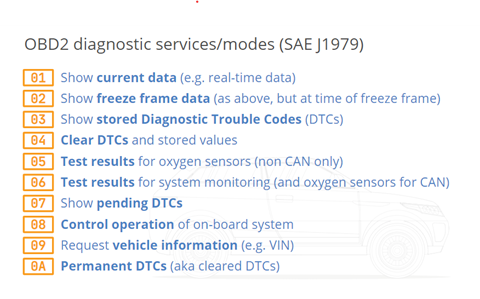 OBD2 diagnostic services/modes (SAE J1979)
01 Show current data (e.g. real-time data)
02 Show freeze frame data (as above, but at time of freeze frame)
03 Show stored Diagnostic Trouble Codes (DTCs)
04 Clear DTCs and stored values
05 Test results for oxygen sensors (non CAN only)
06 Test results for system monitoring (and oxygen sensors for CAN)
07 Show pending DTCs
08 Control operation of on-board system
09 Request vehicle information (e.g. VIN)
0A Permanent DTCs (aka cleared DTCs)